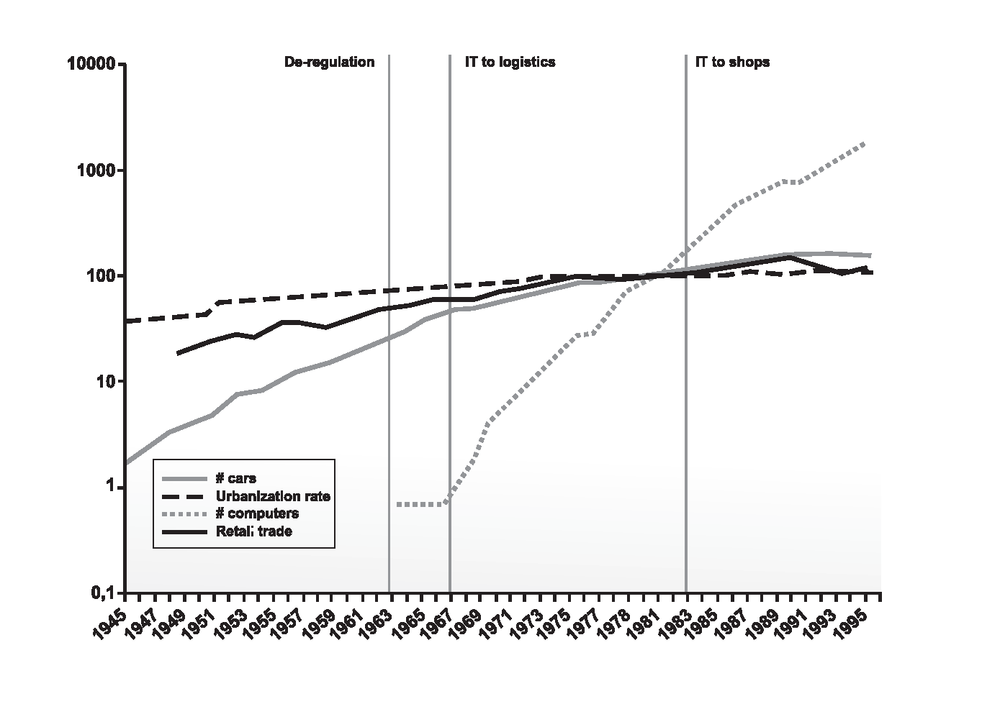 De-regulation IT to logistics IT to shops
10000
1000
100
10
1
0,1
# cars
Urbanization rate
# computers
Retal: trade
1945 1947 1949 1951 1953 1955 1957 1959 1961 1963 1965 1967 1969 1971 1973 1975 1977 1978 1981 1983 1985 1987 1989 1991 1993 1995